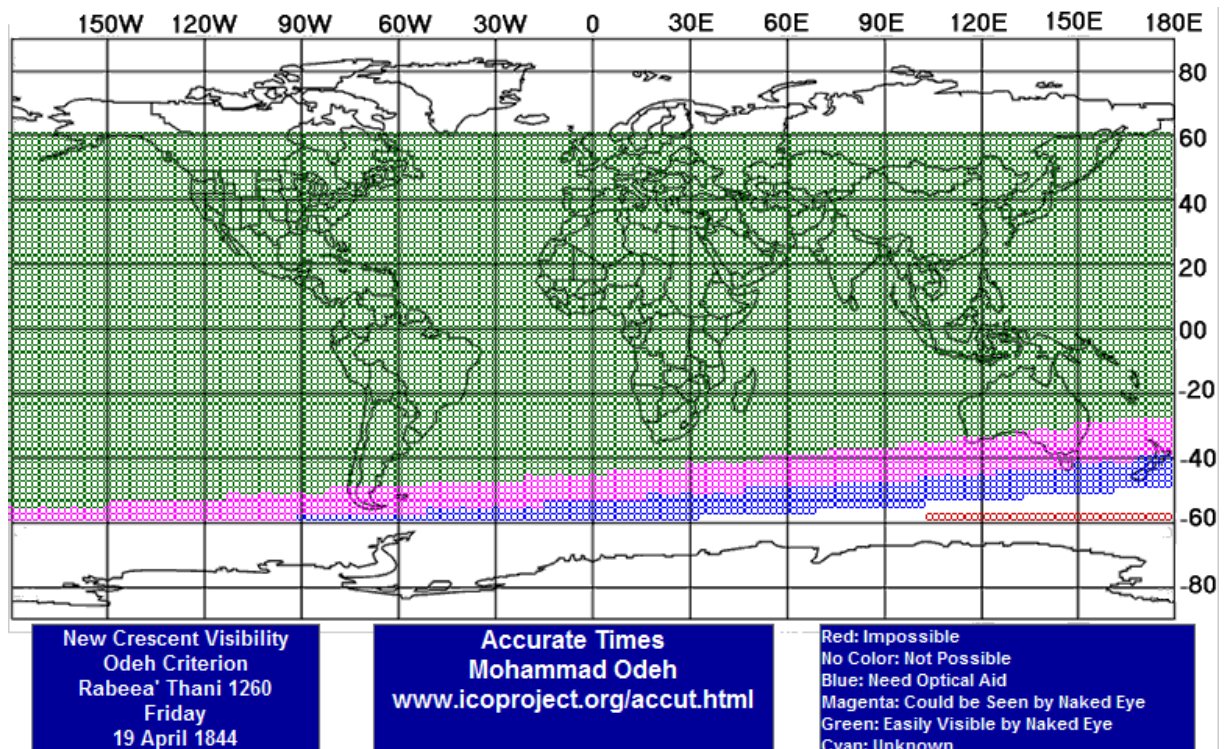 150W 120W 90W 60W 30W 0 30E 60E 90E 120E 150E 180E
80
60
40
20
00
-20
-40
-60
-80
New Crescent Visibility
Odeh Criterion
Rabeea' Thani 1260
Friday
19 April 1844
Accurate Times
Mohammad Odeh
www.icoproject.org/accut.html
Red: Impossible
No Color: Not Possible
Blue: Need Optical Aid
Magenta: Could be Seen by Naked Eye
Green: Easily Visible by Naked Eye
Cyan: Unknown